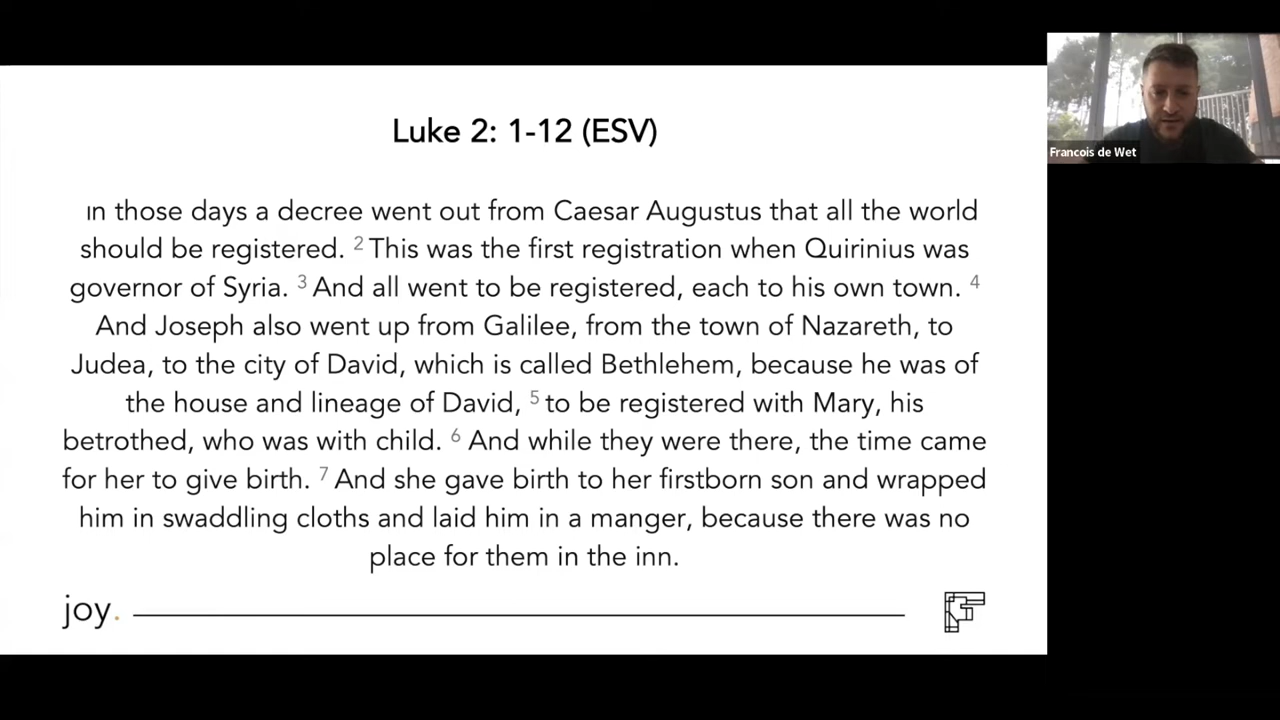 Luke 2: 1-12 (ESV)
In those days a decree went out from Caesar Augustus that all the world
should be registered. 2 This was the first registration when Quirinius was
governor of Syria. 3 And all went to be registered, each to his own town. 4
And Joseph also went up from Galilee, from the town of Nazareth, to
Judea, to the city of David, which is called Bethlehem, because he was of
the house and lineage of David, 5 to be registered with Mary, his
betrothed, who was with child. 6 And while they were there, the time came
for her to give birth. 7 And she gave birth to her firstborn son and wrapped
him in swaddling cloths and laid him in a manger, because there was no
place for them in the inn.
joy.
Francois de Wet